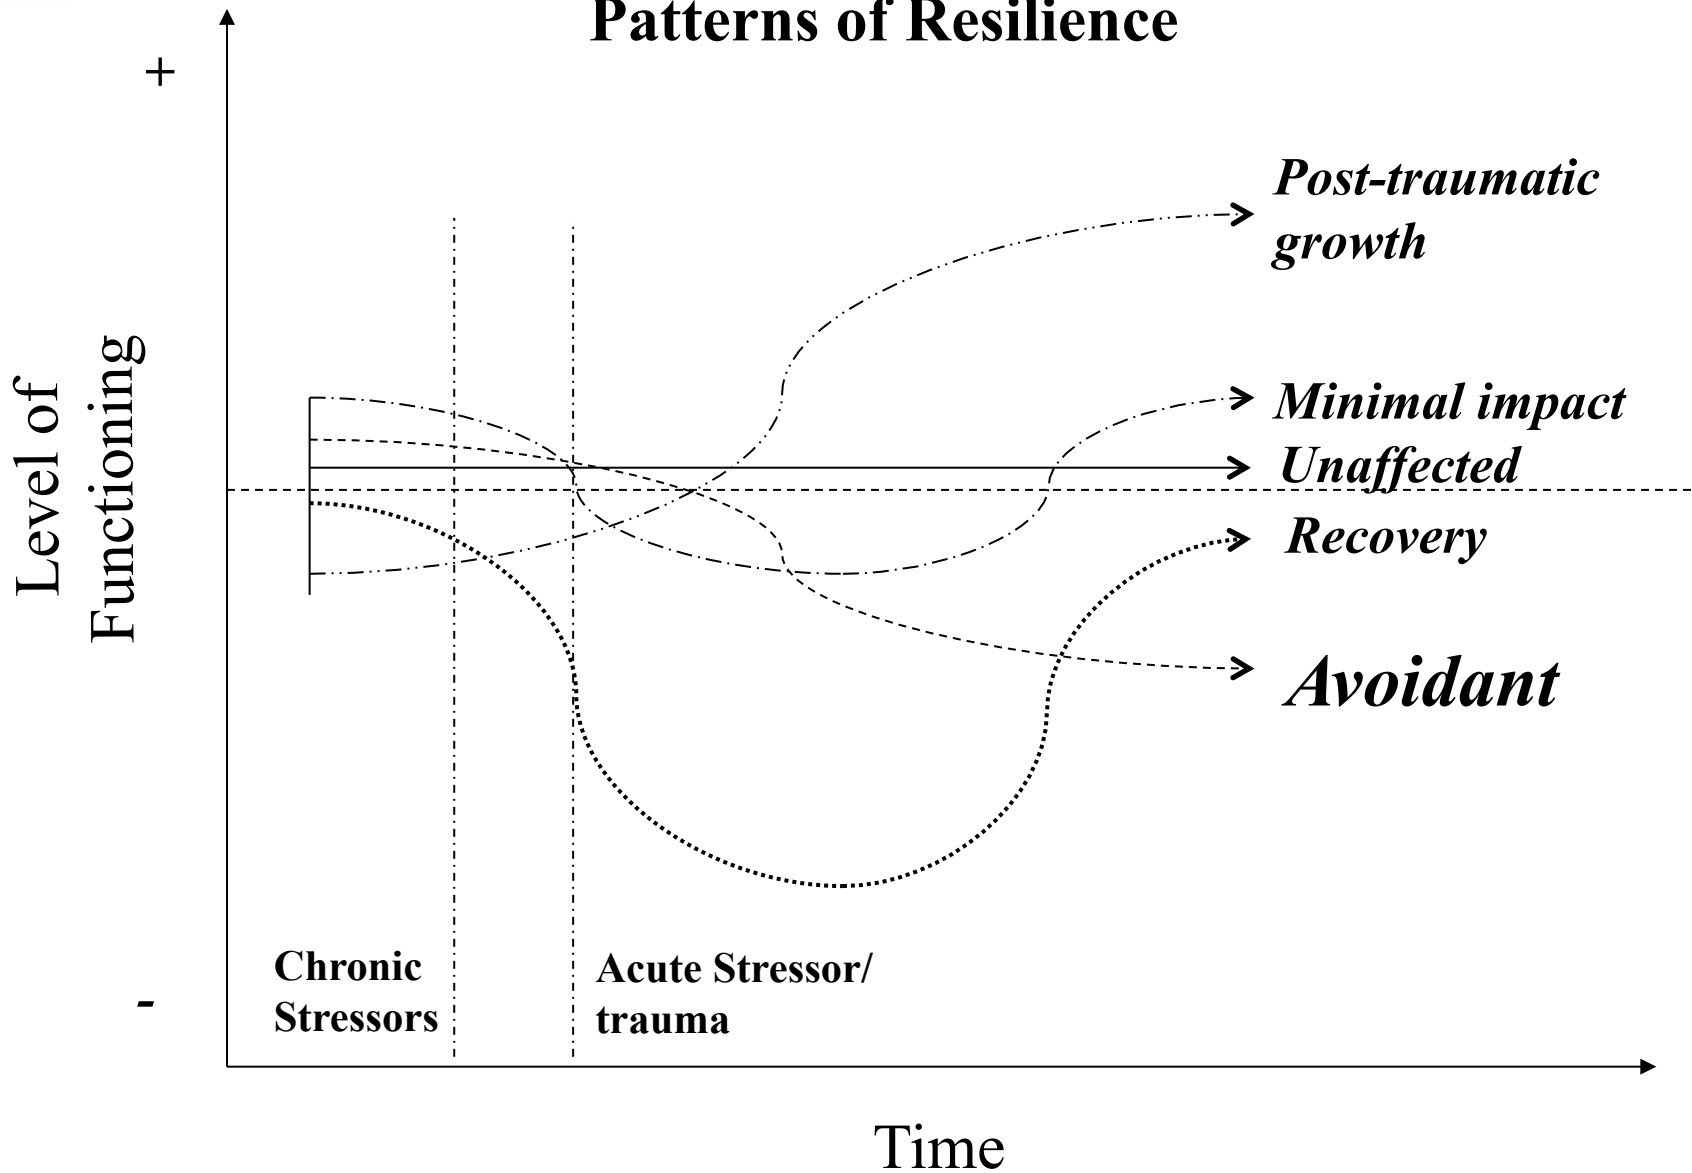 Patterns of Resilience
+
Post-traumatic
growth
Level of
Functioning
Minimal impact
Unaffected
Recovery
Avoidant
Chronic
Stressors
Acute Stressor/
trauma
-
Time